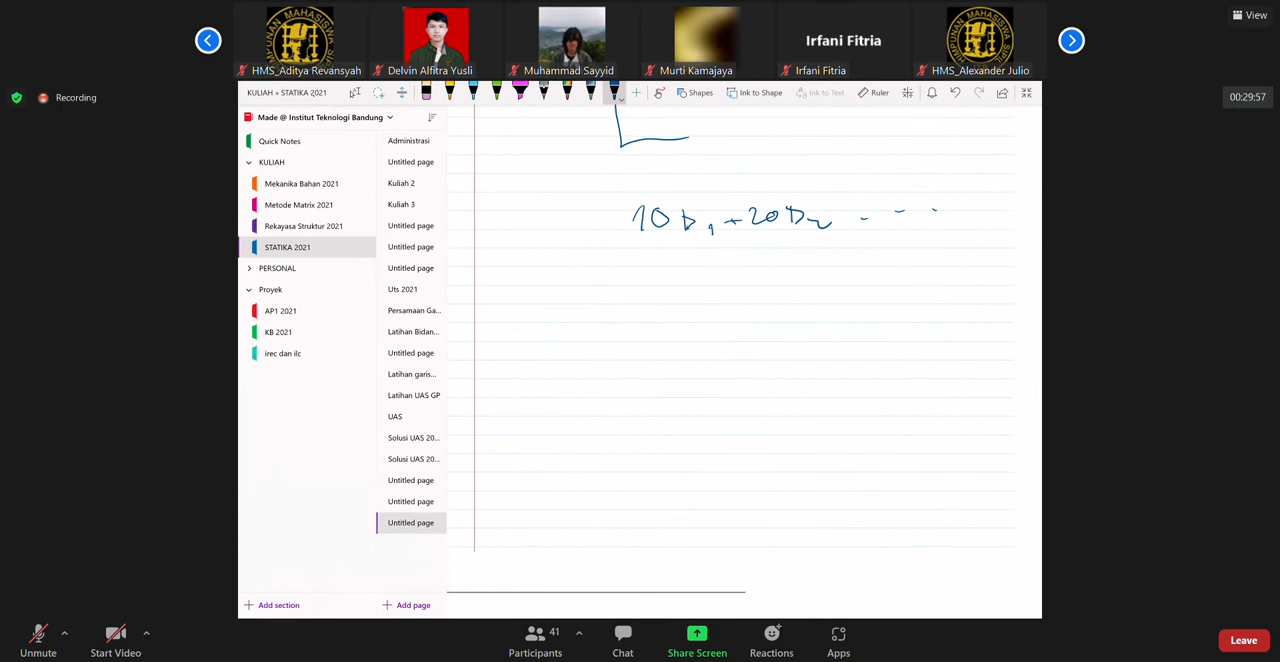 View
Irfani Fitria
HMS_Aditya Revansyah
Delvin Alfitra Yusli
Muhammad Sayyid
Murti Kamajaya
Irfani Fitria
HMS_Alexander Julio
Recording
00:29:57
KULIAH » STATIKA 2021
Shapes
Ink to Shape
Ink to Text
Ruler
Made @ Institut Teknologi Bandung
Quick Notes
KULIAH
Mekanika Bahan 2021
Metode Matrix 2021
Rekayasa Struktur 2021
STATIKA 2021
PERSONAL
Proyek
AP1 2021
KB 2021
irec dan ilc
Administrasi
Untitled page
Kuliah 2
Kuliah 3
Untitled page
Untitled page
Untitled page
Uts 2021
Persamaan Ga...
Latihan Bidan...
Untitled page
Latihan garis...
Latihan UAS GP
UAS
Solusi UAS 20...
Solusi UAS 20...
Untitled page
Untitled page
Untitled page
10 D1 + 20 D2 - - -
Add section
Add page
Unmute
Start Video
Participants
41
Chat
Share Screen
Reactions
Apps
Leave